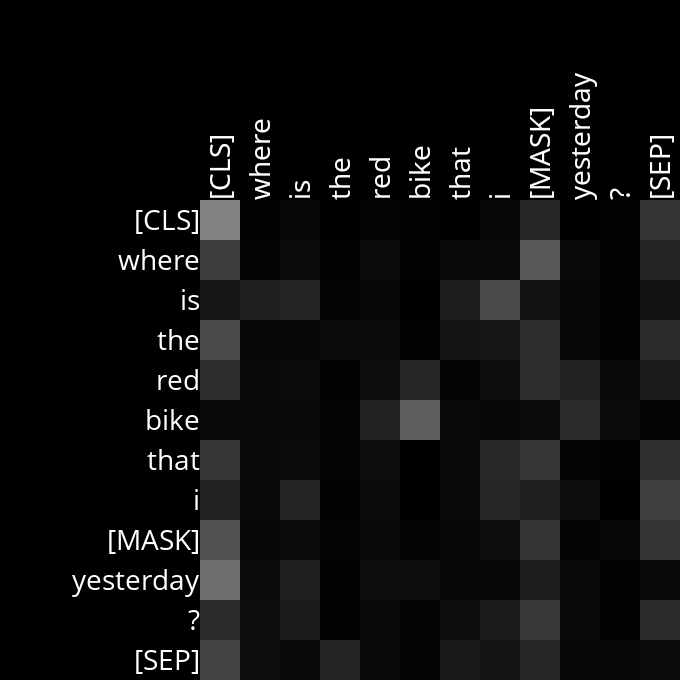 [CLS] where is the red bike that i [MASK] yesterday ? [SEP]
[CLS]
where
is
the
red
bike
that
i
[MASK]
yesterday
?
[SEP]